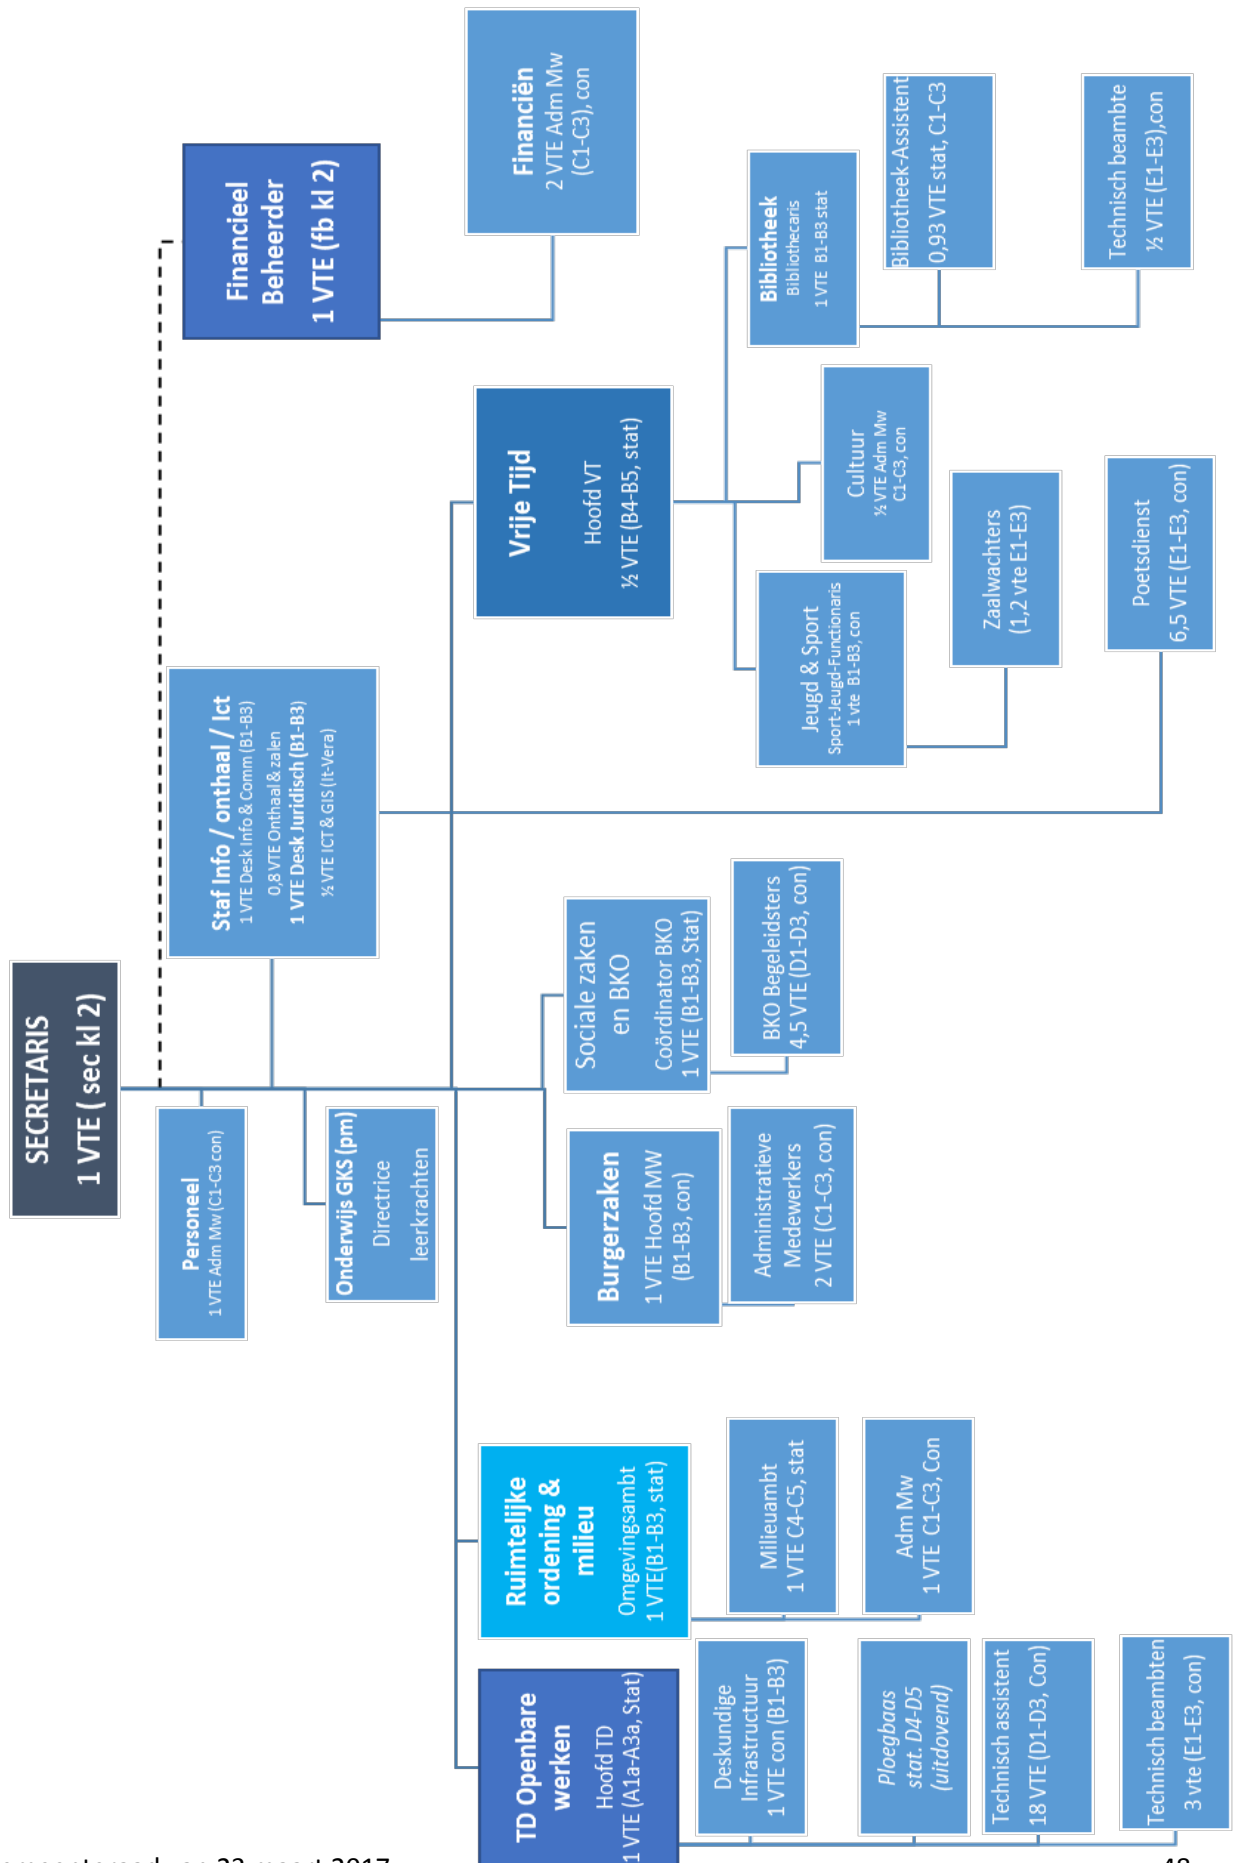 SECRETARIS
1 VTE ( sec kl 2)
Personeel
1 VTE Adm Mw (C1-C3 con)
Staf Info / onthaal / Ict
1 VTE Desk Info & Comm (B1-B3)
0,8 VTE Onthaal & zalen
1 VTE Desk Juridisch (B1-B3)
½ VTE ICT & GIS (It-Vera)
Financieel
Beheerder
1 VTE (fb kl 2)
Onderwijs GKS (pm)
Directrice
leerkrachten
Financiën
2 VTE Adm Mw
(C1-C3), con
TD Openbare
werken
Hoofd TD
1 VTE (A1a-A3a, Stat)
Ruimtelijke
ordening &
milieu
Omgevingsambt
1 VTE(B1-B3, stat)
Burgerzaken
1 VTE Hoofd MW
(B1-B3, con)
Sociale zaken
en BKO
Coördinator BKO
1 VTE (B1-B3, Stat)
Vrije Tijd
Hoofd VT
½ VTE (B4-B5, stat)
Deskundige
Infrastructuur
1 VTE con (B1-B3)
Milieuambt
1 VTE C4-C5, stat
Administratieve
Medewerkers
2 VTE (C1-C3, con)
BKO Begeleidsters
4,5 VTE (D1-D3, con)
Jeugd & Sport
Sport-Jeugd-Functionaris
1 vte B1-B3, con
Cultuur
½ VTE Adm Mw
C1-C3, con
Bibliotheek
Bibliothecaris
1 VTE B1-B3 stat
Ploegbaas
stat. D4-D5
(uitdovend)
Adm Mw
1 VTE C1-C3, Con
Zaalwachters
(1,2 vte E1-E3)
Bibliotheek-Assistent
0,93 VTE stat, C1-C3
Technisch assistent
18 VTE (D1-D3, Con)
Technisch beambten
3 vte (E1-E3, con)
Poetsdienst
6,5 VTE (E1-E3, con)
Technisch beambte
½ VTE (E1-E3),con